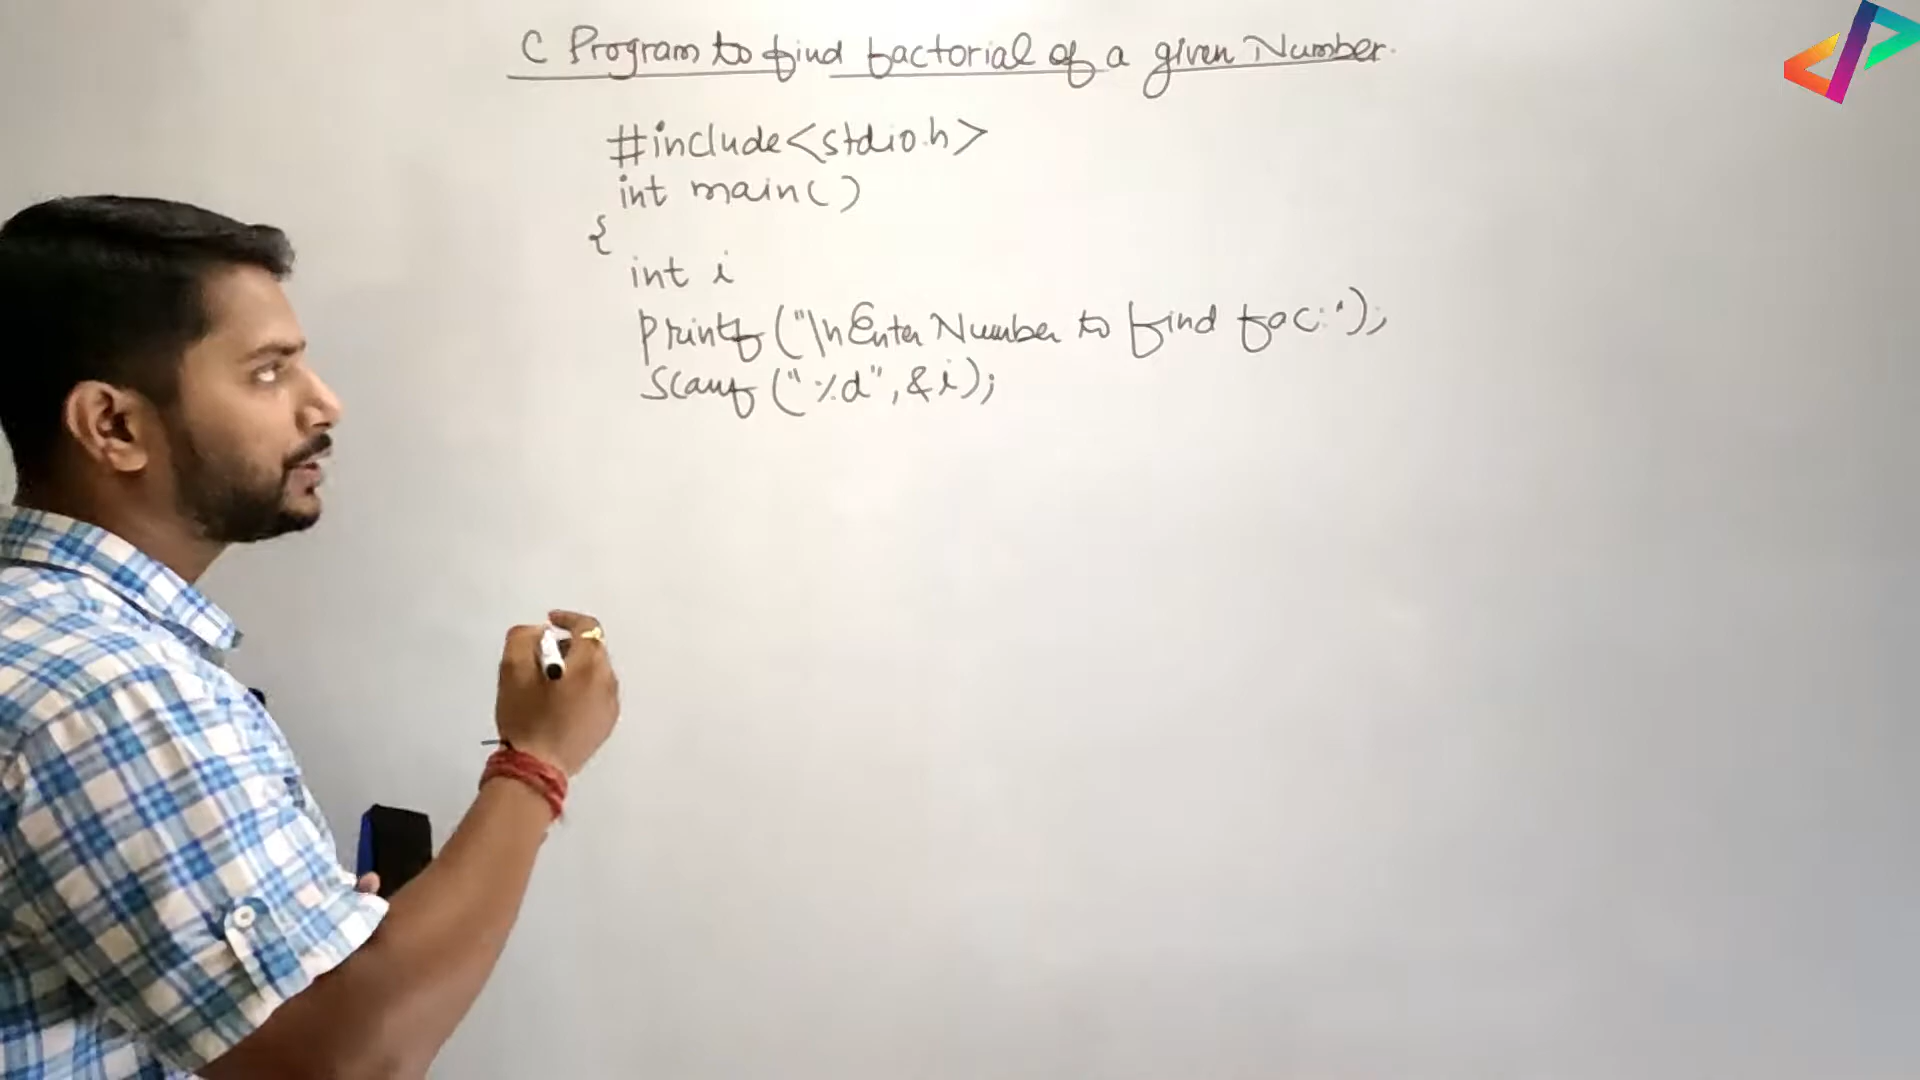 C Program to find factorial of a given Number.
#include<stdio.h>
int main()
{
int i
printf("\nEnter Number to find fac:");
scanf("%d",&i);